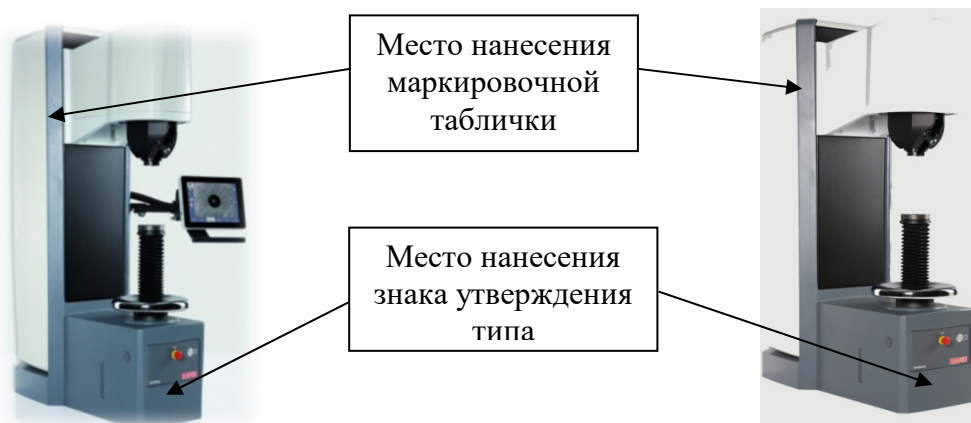 Место нанесения
маркировочной
таблички
Место нанесения
знака утверждения
типа